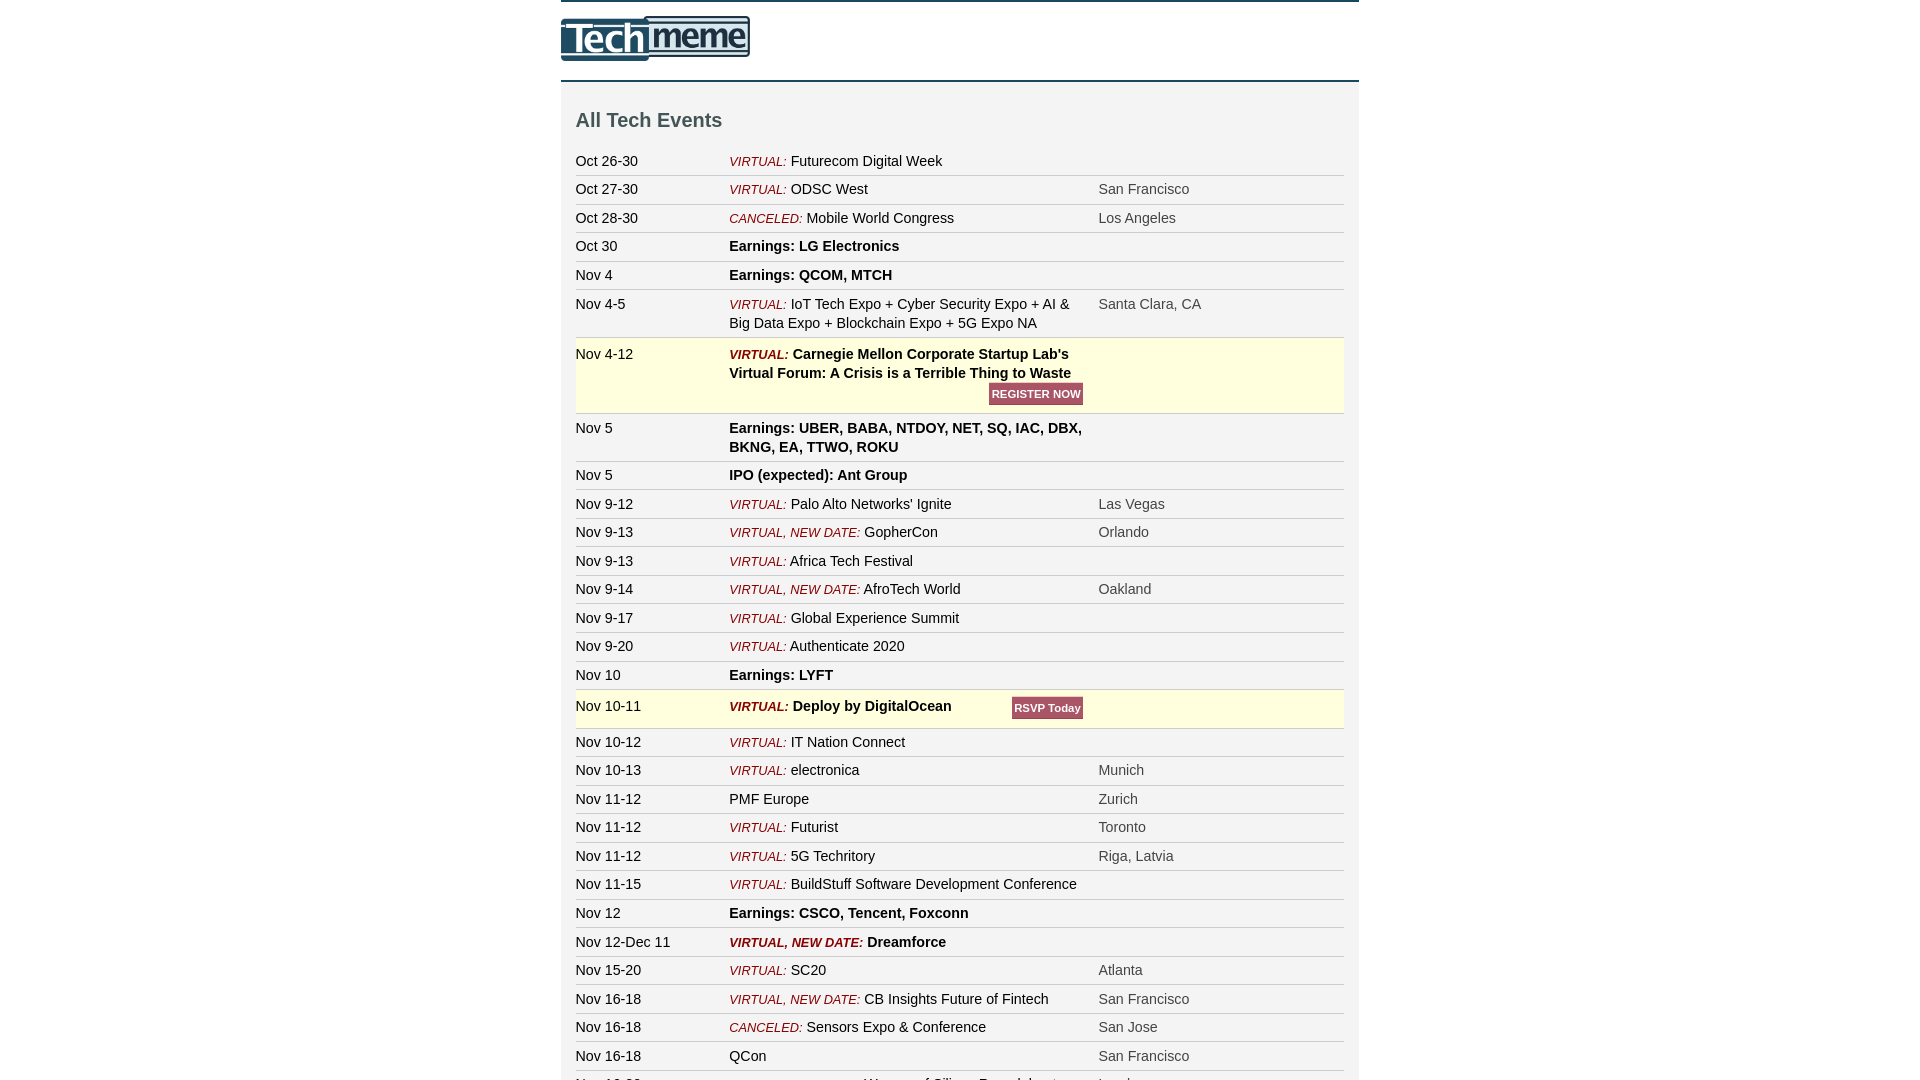 Techmeme
All Tech Events
Oct 26-30 VIRTUAL: Futurecom Digital Week
Oct 27-30 VIRTUAL: ODSC West San Francisco
Oct 28-30 CANCELED: Mobile World Congress Los Angeles
Oct 30 Earnings: LG Electronics
Nov 4 Earnings: QCOM, MTCH
Nov 4-5 VIRTUAL: IoT Tech Expo + Cyber Security Expo + AI & Santa Clara, CA
Big Data Expo + Blockchain Expo + 5G Expo NA
Nov 4-12 VIRTUAL: Carnegie Mellon Corporate Startup Lab's
Virtual Forum: A Crisis is a Terrible Thing to Waste
REGISTER NOW
Nov 5 Earnings: UBER, BABA, NTDOY, NET, SQ, IAC, DBX,
BKNG, EA, TTWO, ROKU
Nov 5 IPO (expected): Ant Group
Nov 9-12 VIRTUAL: Palo Alto Networks' Ignite Las Vegas
Nov 9-13 VIRTUAL, NEW DATE: GopherCon Orlando
Nov 9-13 VIRTUAL: Africa Tech Festival
Nov 9-14 VIRTUAL, NEW DATE: AfroTech World Oakland
Nov 9-17 VIRTUAL: Global Experience Summit
Nov 9-20 VIRTUAL: Authenticate 2020
Nov 10 Earnings: LYFT
Nov 10-11 VIRTUAL: Deploy by DigitalOcean RSVP Today
Nov 10-12 VIRTUAL: IT Nation Connect
Nov 10-13 VIRTUAL: electronica Munich
Nov 11-12 PMF Europe Zurich
Nov 11-12 VIRTUAL: Futurist Toronto
Nov 11-12 VIRTUAL: 5G Techritory Riga, Latvia
Nov 11-15 VIRTUAL: BuildStuff Software Development Conference
Nov 12 Earnings: CSCO, Tencent, Foxconn
Nov 12-Dec 11 VIRTUAL, NEW DATE: Dreamforce
Nov 15-20 VIRTUAL: SC20 Atlanta
Nov 16-18 VIRTUAL, NEW DATE: CB Insights Future of Fintech San Francisco
Nov 16-18 CANCELED: Sensors Expo & Conference San Jose
Nov 16-18 QCon San Francisco